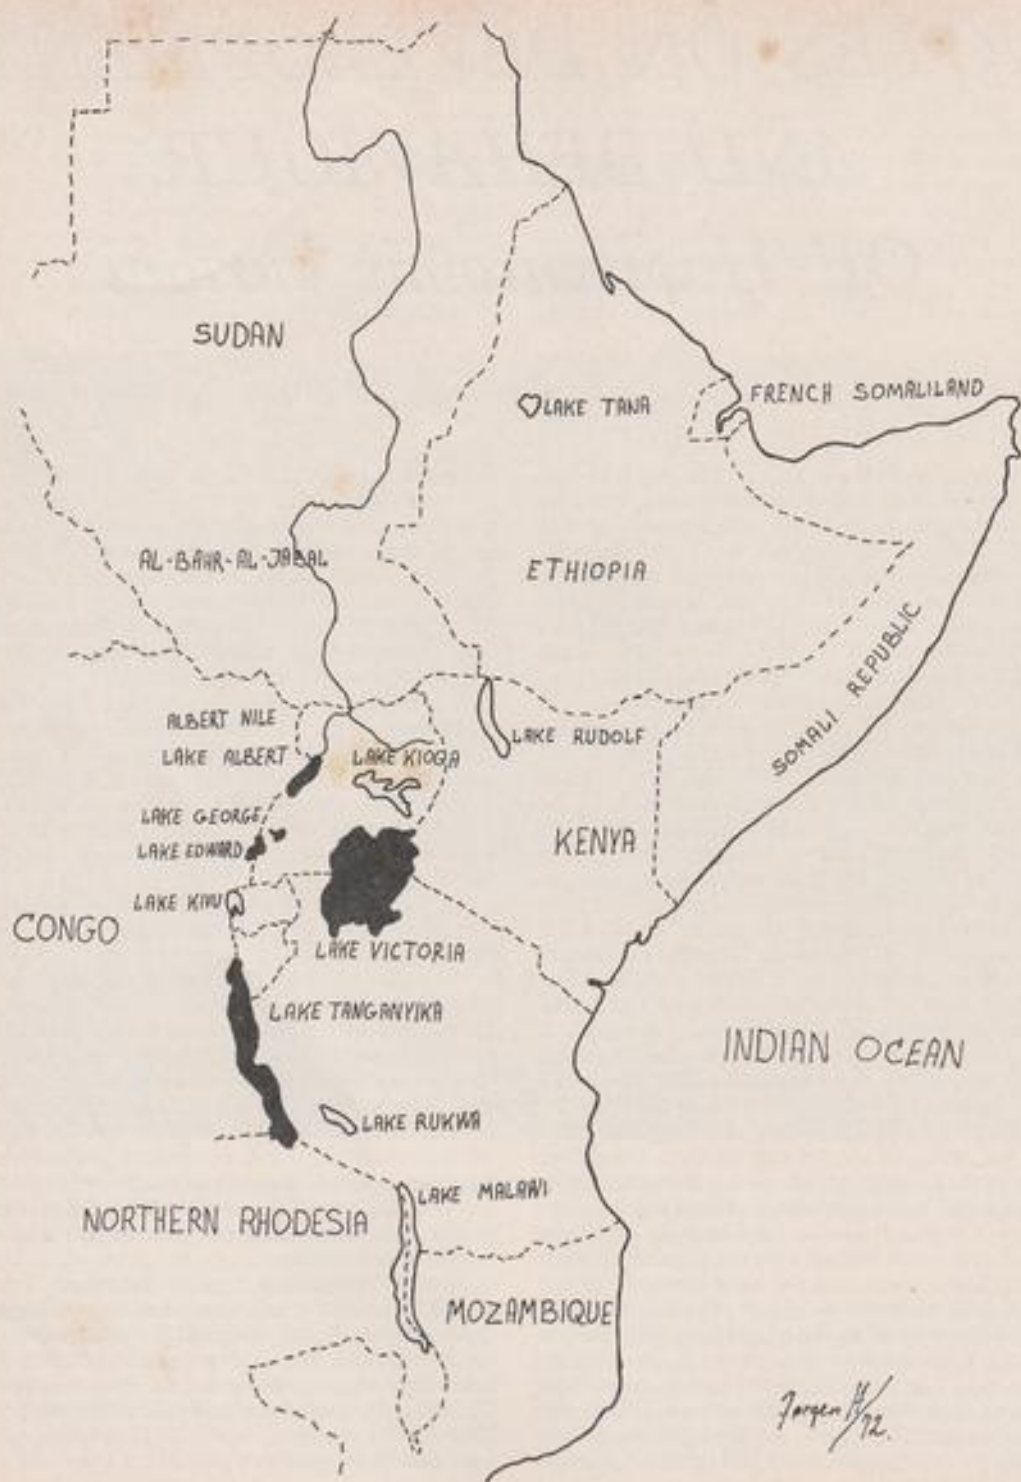 SUDAN
FRENCH SOMALILAND
LAKE TANA
AL-BAHR-AL-JABAL
ETHIOPIA
SOMALI REPUBLIC
ALBERT NILE
LAKE RUDOLF
LAKE ALBERT
LAKE KIOGA
LAKE GEORGE
LAKE EDWARD
KENYA
LAKE KIVU
CONGO
LAKE VICTORIA
LAKE TANGANYIKA
INDIAN OCEAN
LAKE RUKWA
LAKE MALAWI
NORTHERN RHODESIA
MOZAMBIQUE
Jørgen H/72.